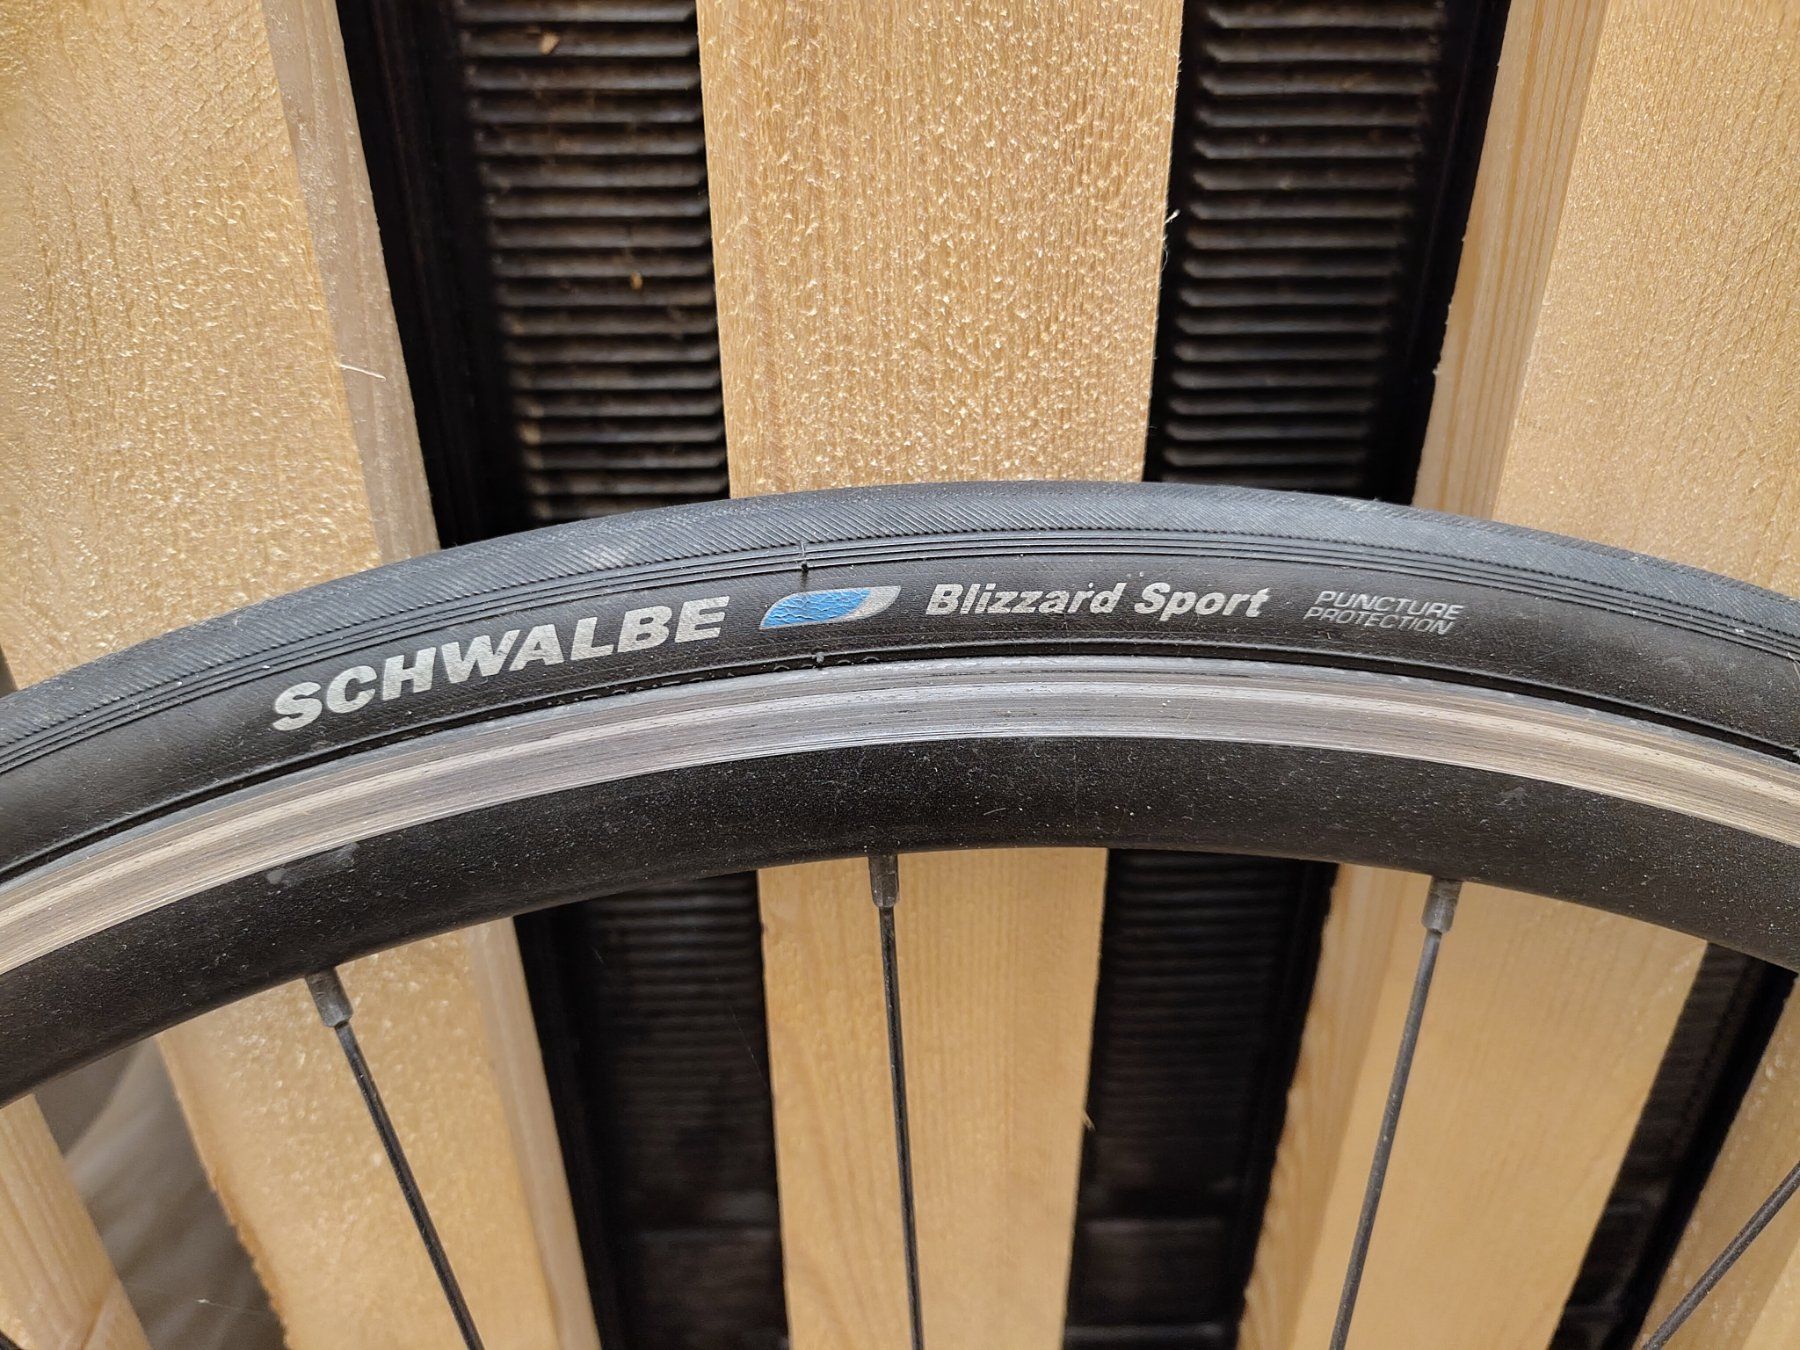 SCHWALBE Blizzard Sport
PUNCTURE
PROTECTION